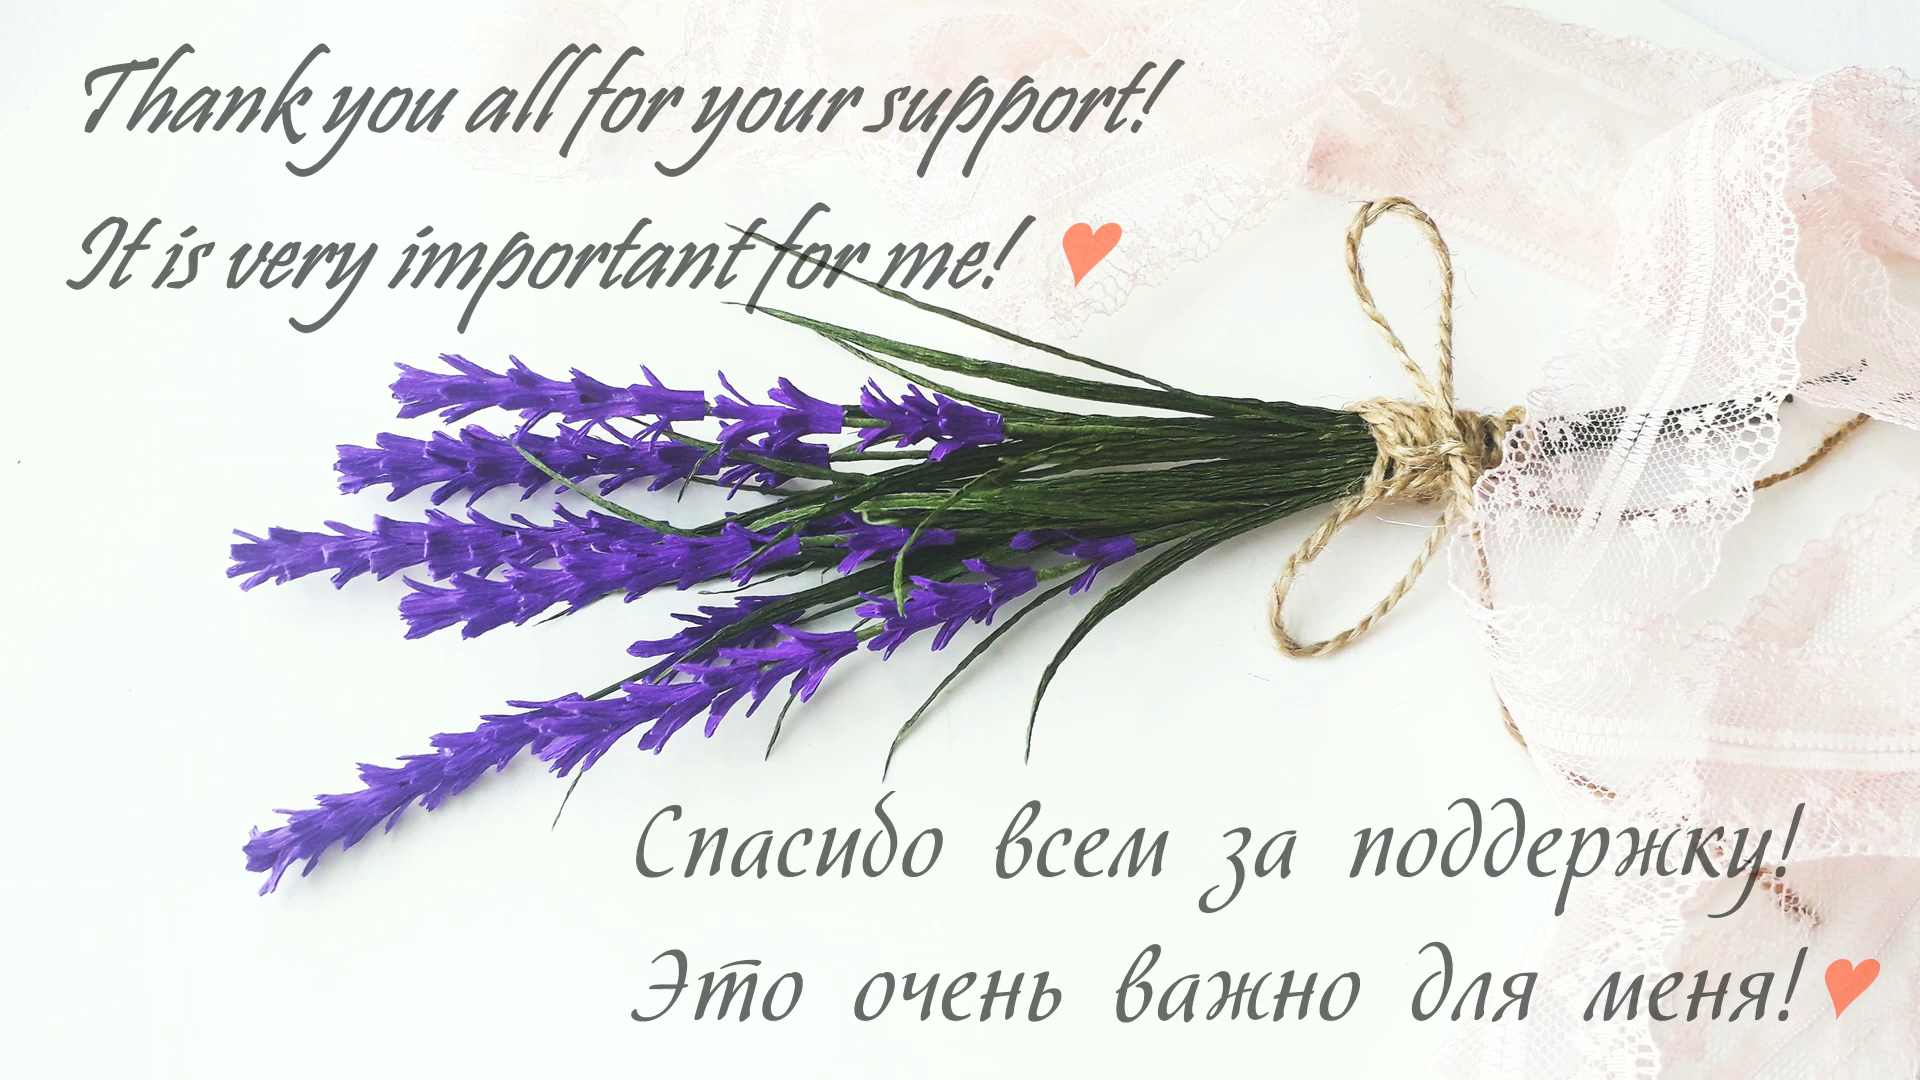 Thank you all for your support!
It is very important for me! ♥
Спасибо всем за поддержку!
Это очень важно для меня! ♥